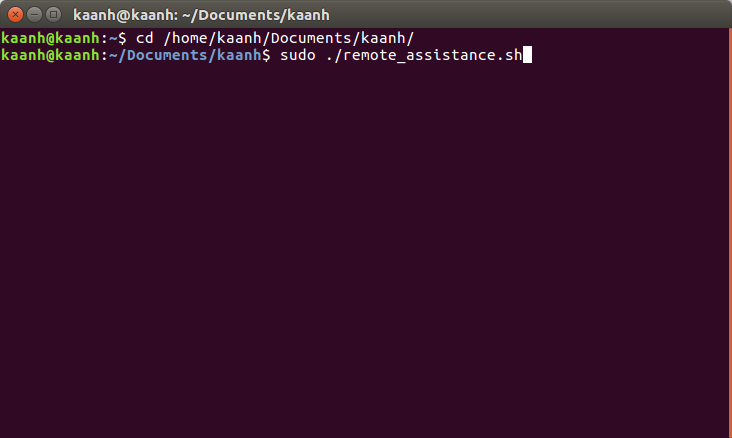 kaanh@kaanh: ~/Documents/kaanh
kaanh@kaanh:~$ cd /home/kaanh/Documents/kaanh/
kaanh@kaanh:~/Documents/kaanh$ sudo ./remote_assistance.sh